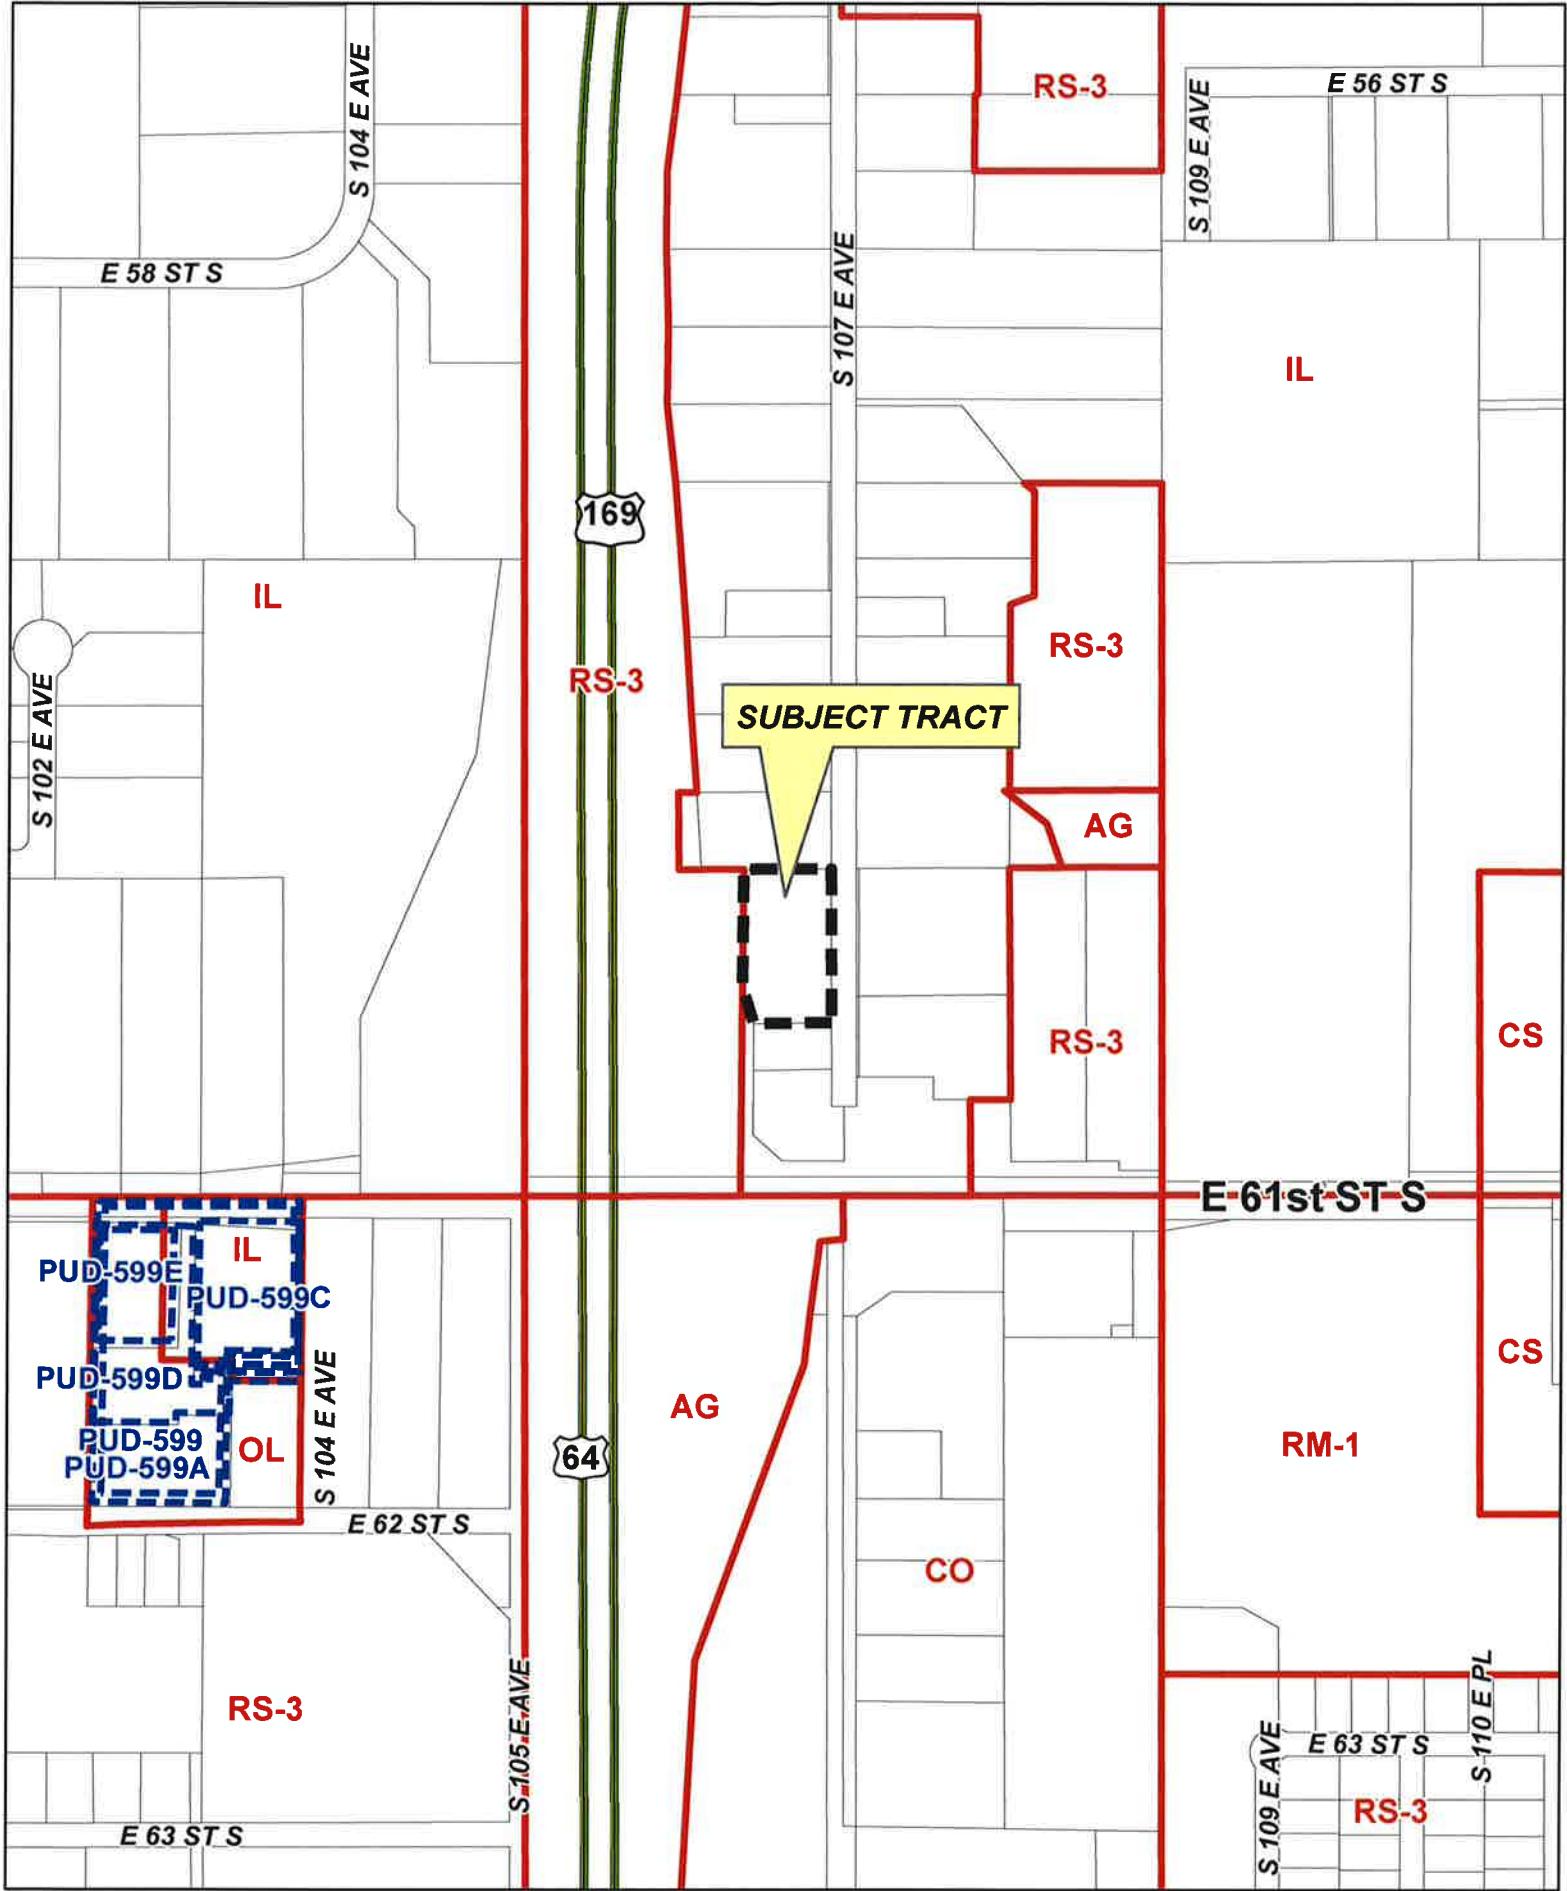 RS-3
E 56 ST S
S 104 E AVE
S 109 E AVE
E 58 ST S
S 107 E AVE
IL
169
IL
RS-3
RS-3
SUBJECT TRACT
S 102 E AVE
AG
CS
RS-3
E 61st ST S
IL
PUD-599E
PUD-599C
CS
PUD-599D
S 104 E AVE
AG
PUD-599
OL
PUD-599A
64
RM-1
E 62 ST S
CO
RS-3
S 105 E AVE
S 110 E PL
E 63 ST S
S 109 E AVE
RS-3
E 63 ST S